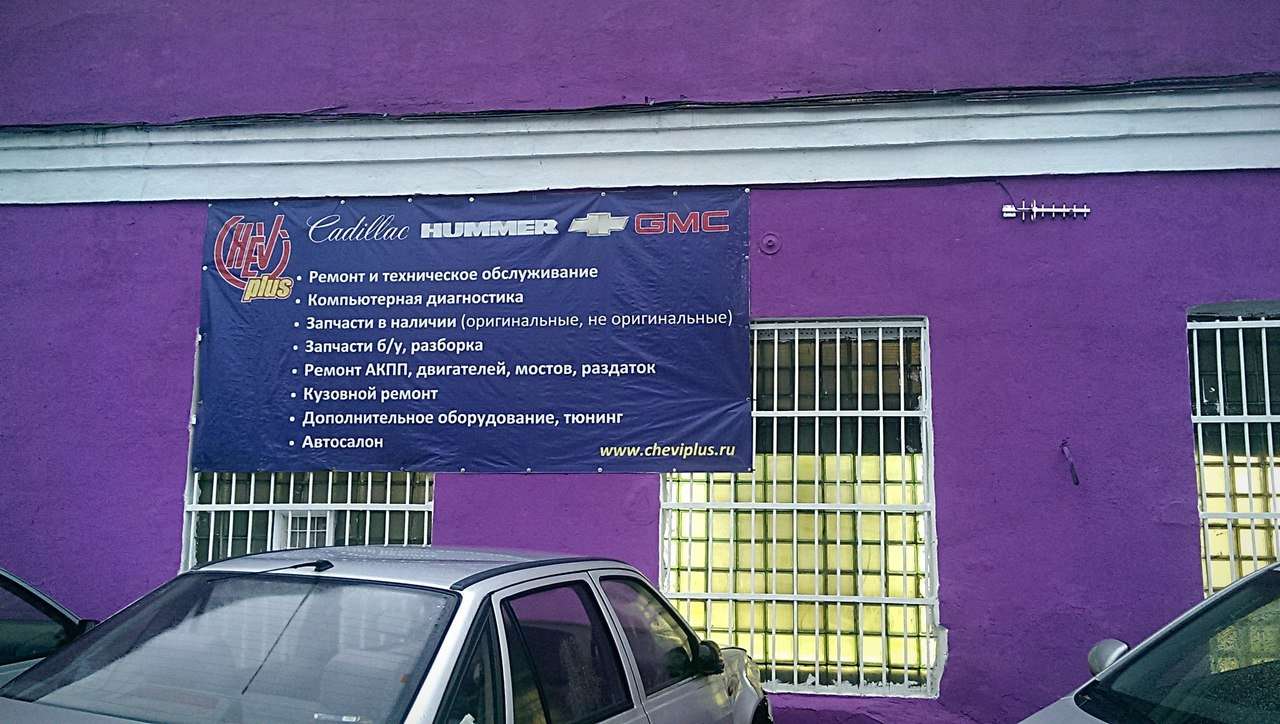 CHEVI plus
Cadillac HUMMER GMC
• Ремонт и техническое обслуживание
• Компьютерная диагностика
• Запчасти в наличии (оригинальные, не оригинальные)
• Запчасти б/у, разборка
• Ремонт АКПП, двигателей, мостов, раздаток
• Кузовной ремонт
• Дополнительное оборудование, тюнинг
• Автосалон
www.cheviplus.ru